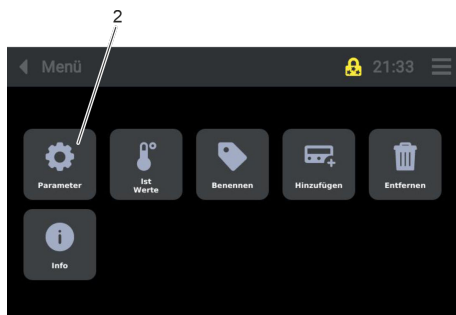 2
Menü 21:33
Parameter
Ist
Werte
Benennen
Hinzufügen
Entfernen
Info